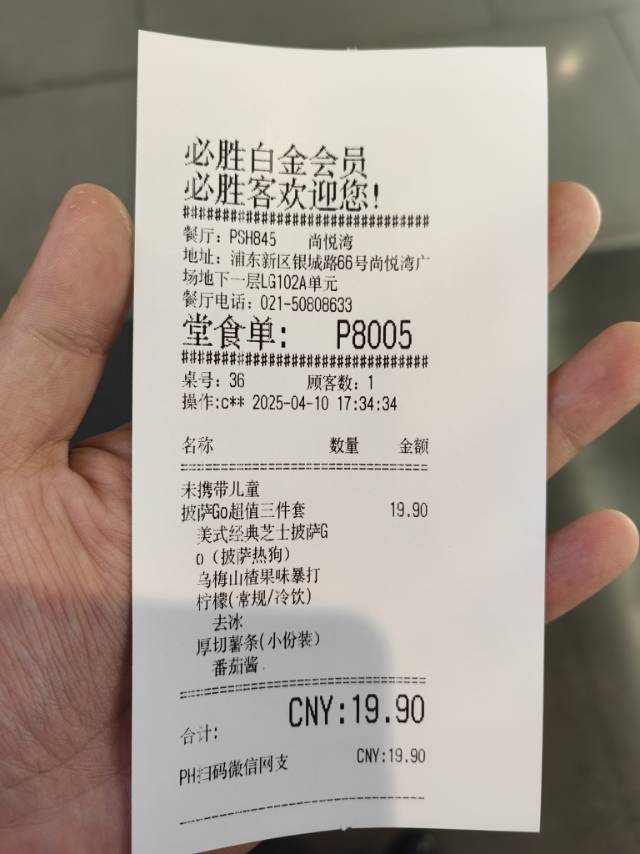 必胜白金会员
必胜客欢迎您!
##########################################
餐厅: PSH845 尚悦湾
地址: 浦东新区银城路66号尚悦湾广
场地下一层LG102A单元
餐厅电话: 021-50808633
堂食单: P8005
##########################################
桌号: 36 顾客数: 1
操作:c** 2025-04-10 17:34:34
名称 数量 金额
未携带儿童
披萨Go超值三件套 19.90
美式经典芝士披萨G
o (披萨热狗)
乌梅山楂果味暴打
柠檬(常规/冷饮)
去冰
厚切薯条(小份装)
番茄酱
合计: CNY:19.90
PH扫码微信网支 CNY:19.90